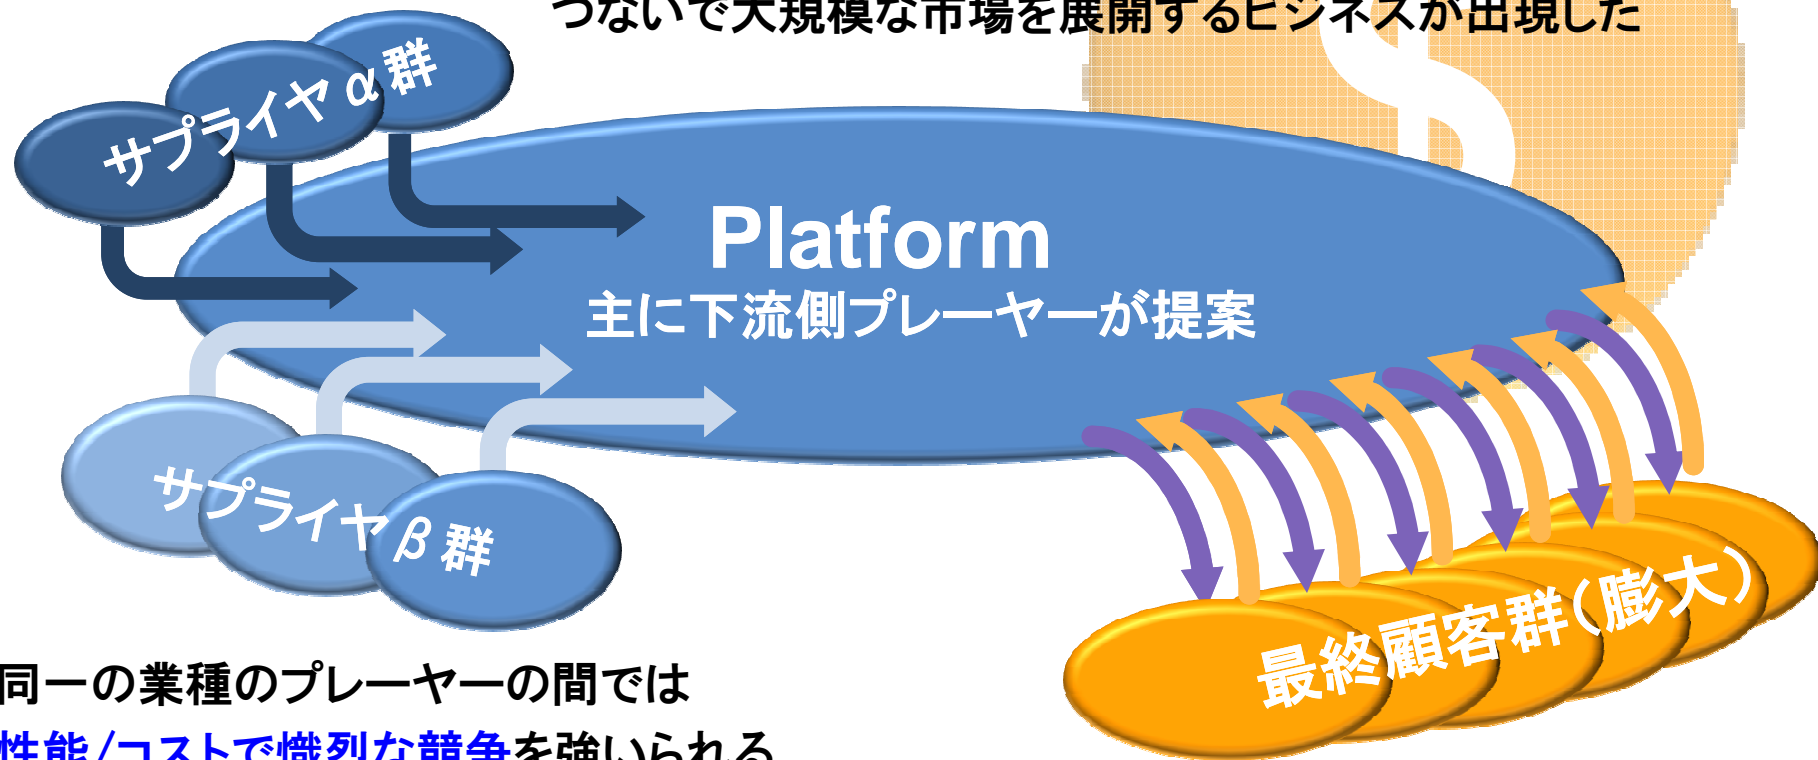 つないで大規模な市場を展開するビジネスが出現した
サプライヤα群
$
Platform
主に下流側プレーヤーが提案
サプライヤβ群
最終顧客群(膨大)
同一の業種のプレーヤーの間では
性能/コストで熾烈な競争を強いられる